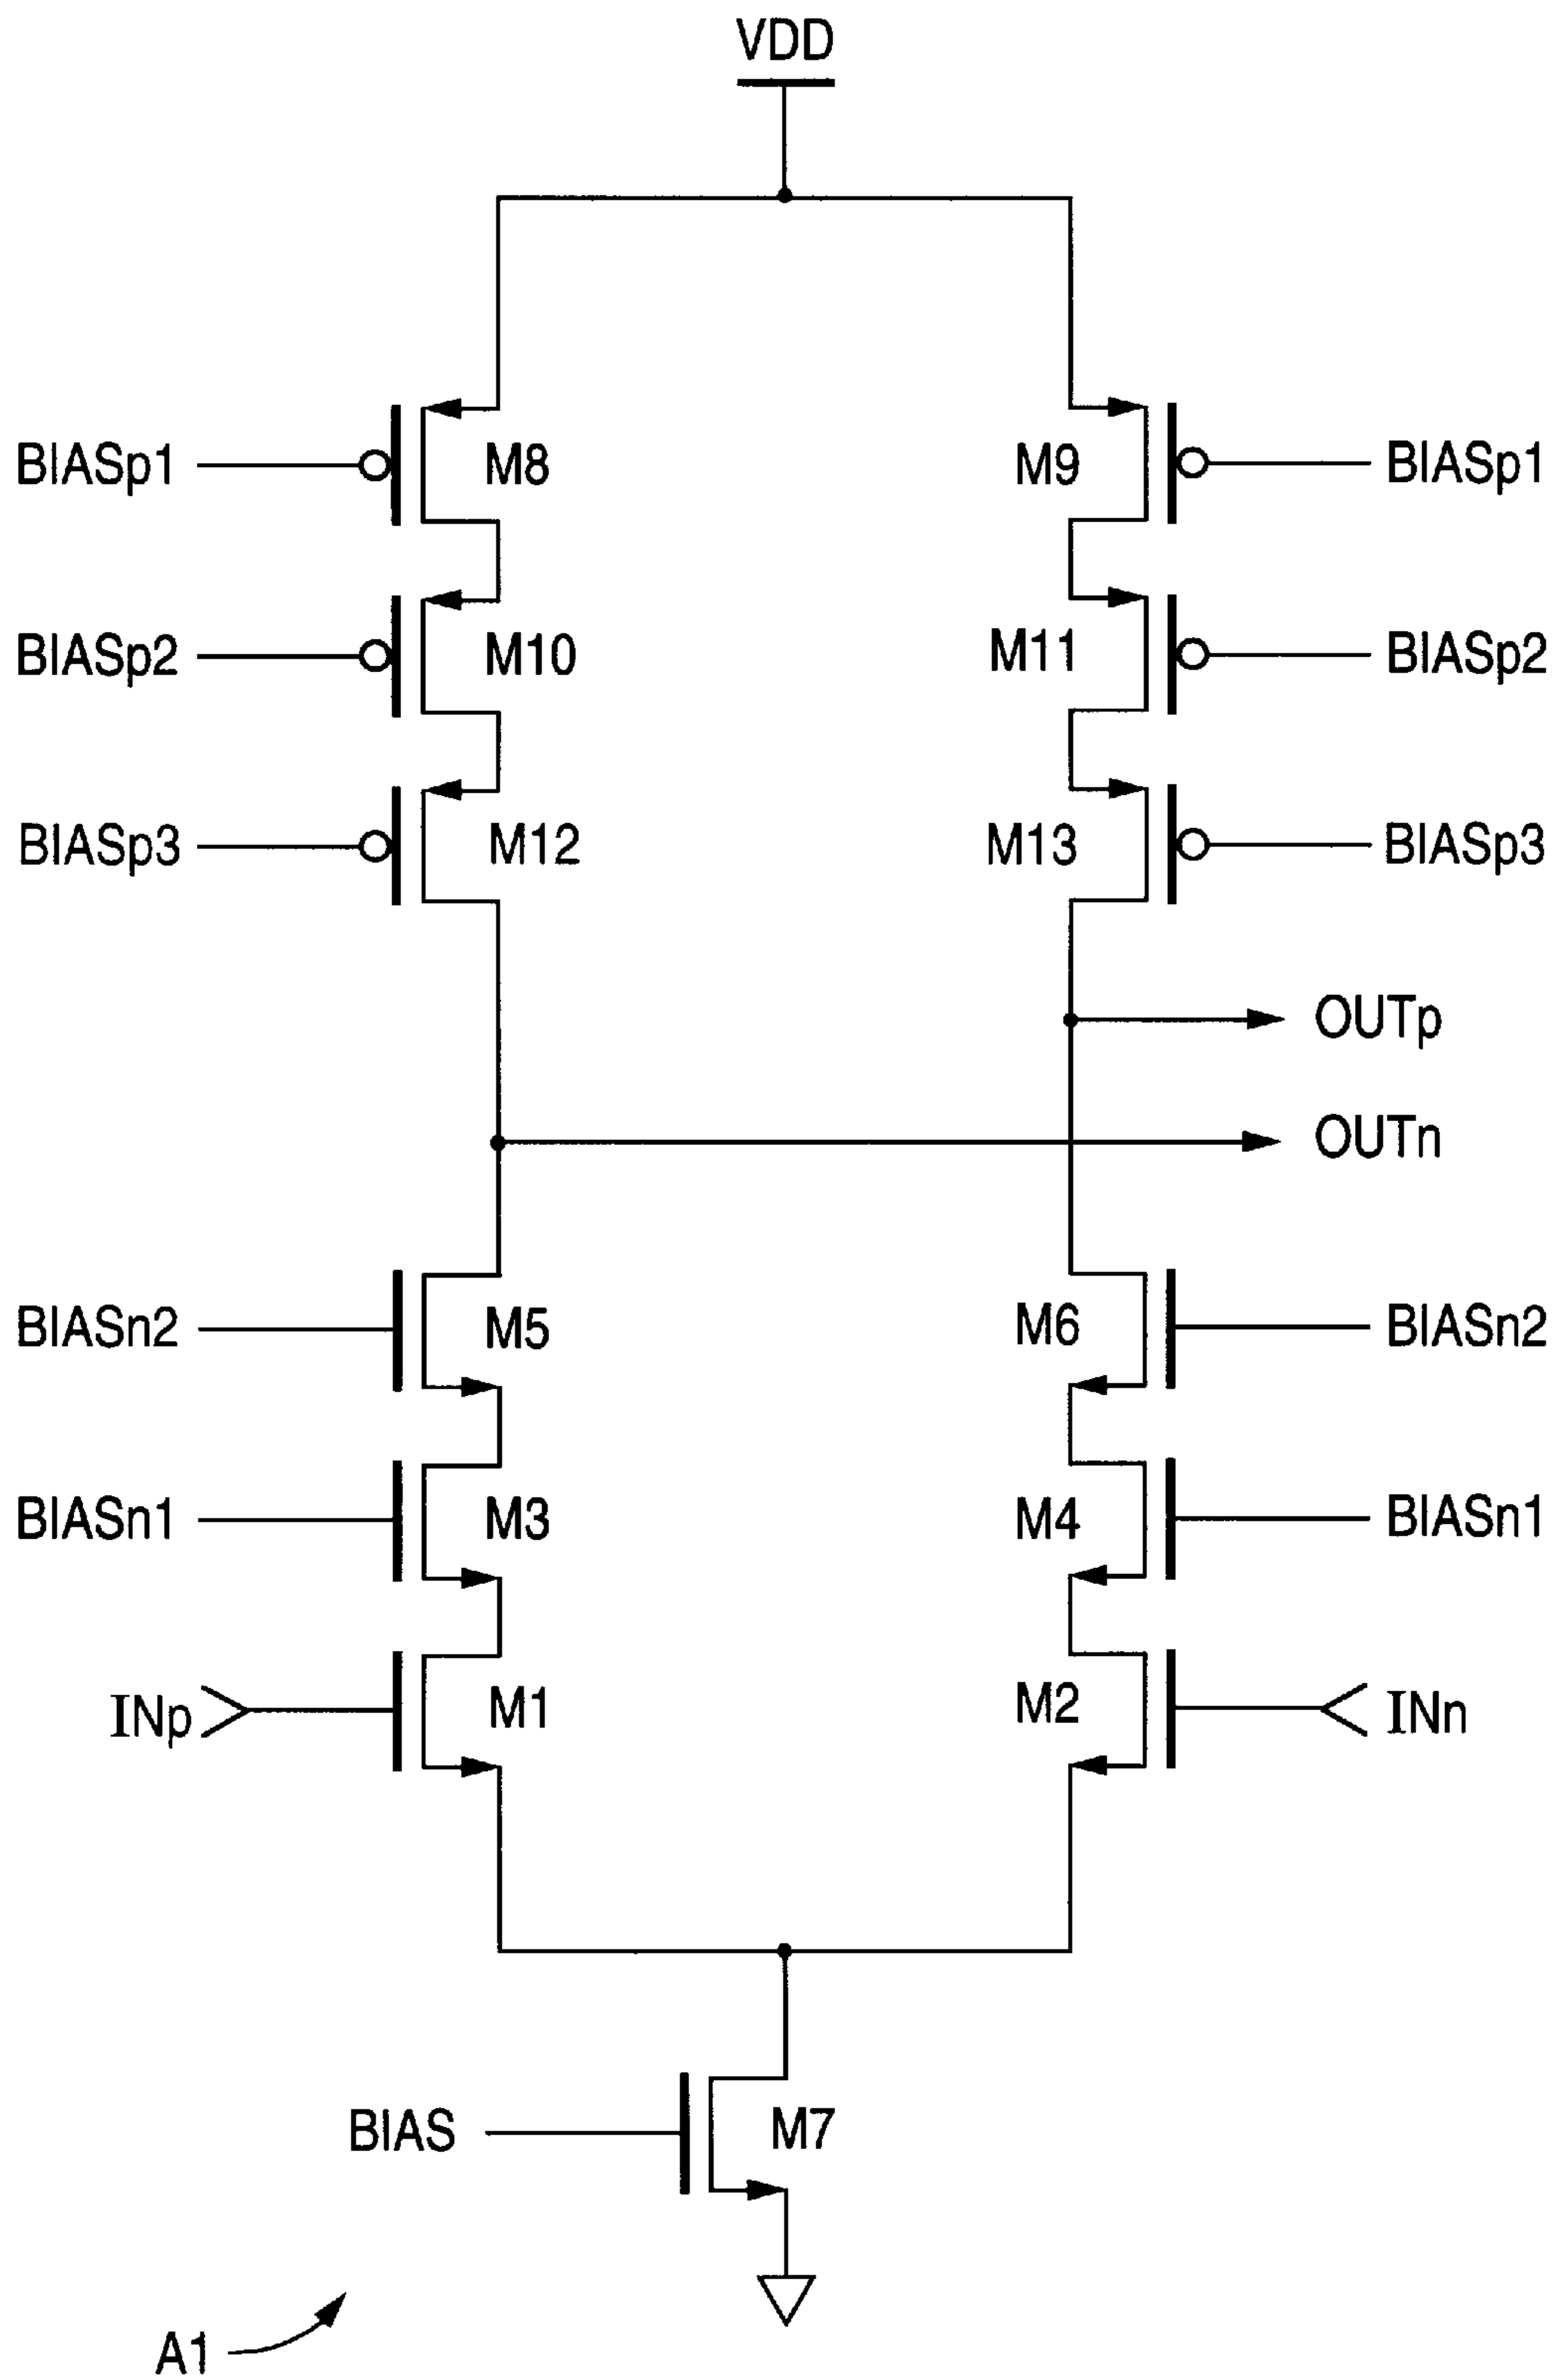 VDD
BIASp1 M8 M9 BIASp1
BIASp2 M10 M11 BIASp2
BIASp3 M12 M13 BIASp3
OUTp
OUTn
BIASn2 M5 M6 BIASn2
BIASn1 M3 M4 BIASn1
INp M1 M2 INn
BIAS M7
A1